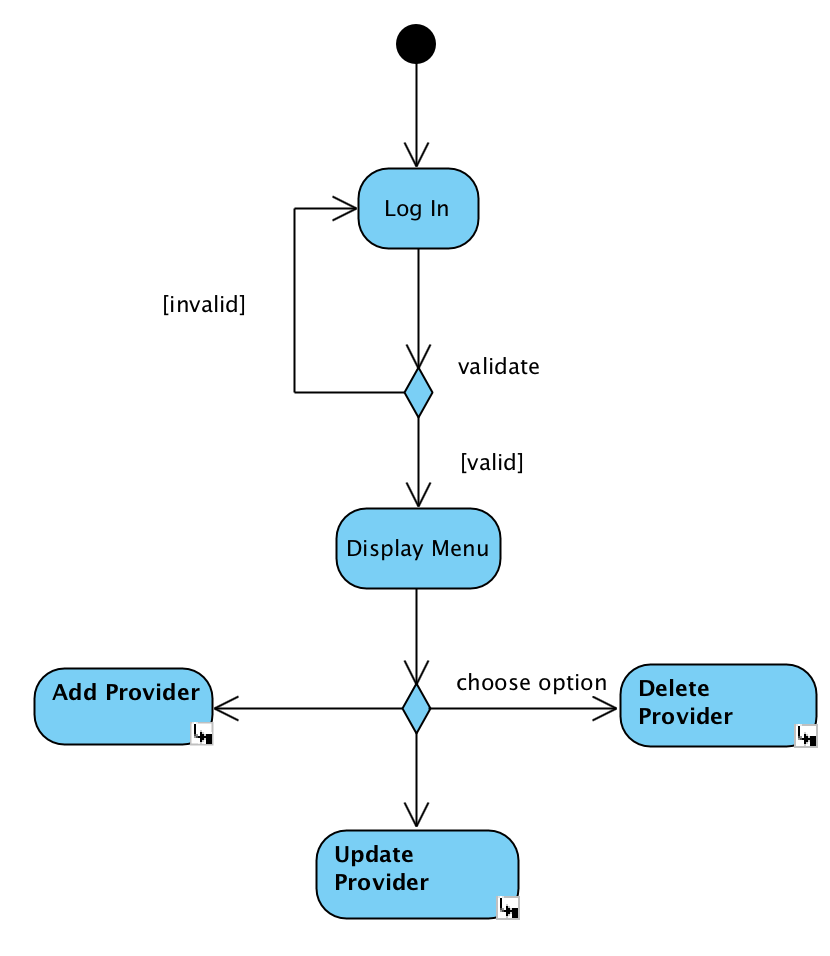 Log In
[invalid]
validate
[valid]
Display Menu
choose option
Add Provider
Delete
Provider
Update
Provider